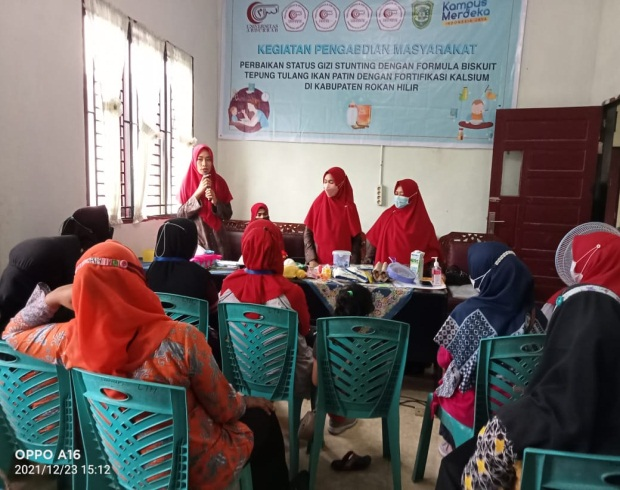 Kampus
Merdeka
KEGIATAN PENGABDIAN MASYARAKAT
PERBAIKAN STATUS GIZI STUNTING DENGAN FORMULA BISKUIT
TEPUNG TULANG IKAN PATIN DENGAN FORTIFIKASI KALSIUM
DI KABUPATEN ROKAN HILIR
OPPO A16
2021/12/23 15:12